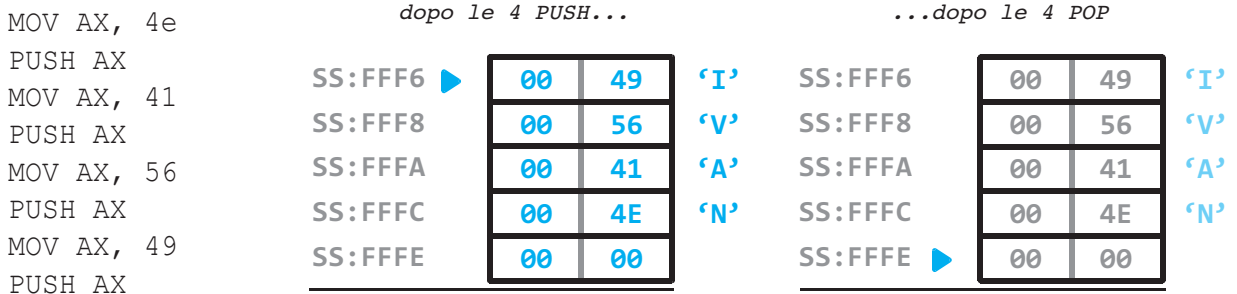 MOV AX, 4e
PUSH AX
MOV AX, 41
PUSH AX
MOV AX, 56
PUSH AX
MOV AX, 49
PUSH AX
dopo le 4 PUSH...
SS:FFF6 00 49 ‘I’
SS:FFF8 00 56 ‘V’
SS:FFFA 00 41 ‘A’
SS:FFFC 00 4E ‘N’
SS:FFFE 00 00
...dopo le 4 POP
SS:FFF6 00 49 ‘I’
SS:FFF8 00 56 ‘V’
SS:FFFA 00 41 ‘A’
SS:FFFC 00 4E ‘N’
SS:FFFE 00 00